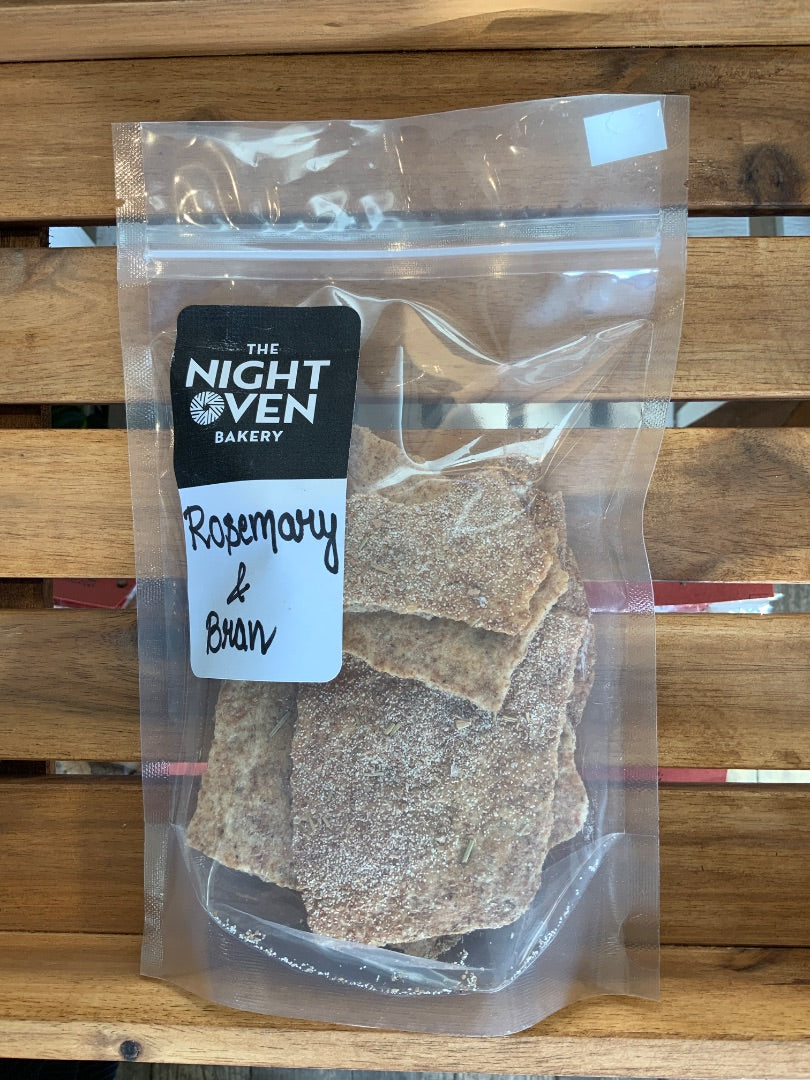 THE
NIGHT
OVEN
BAKERY
Rosemary
&
Bran